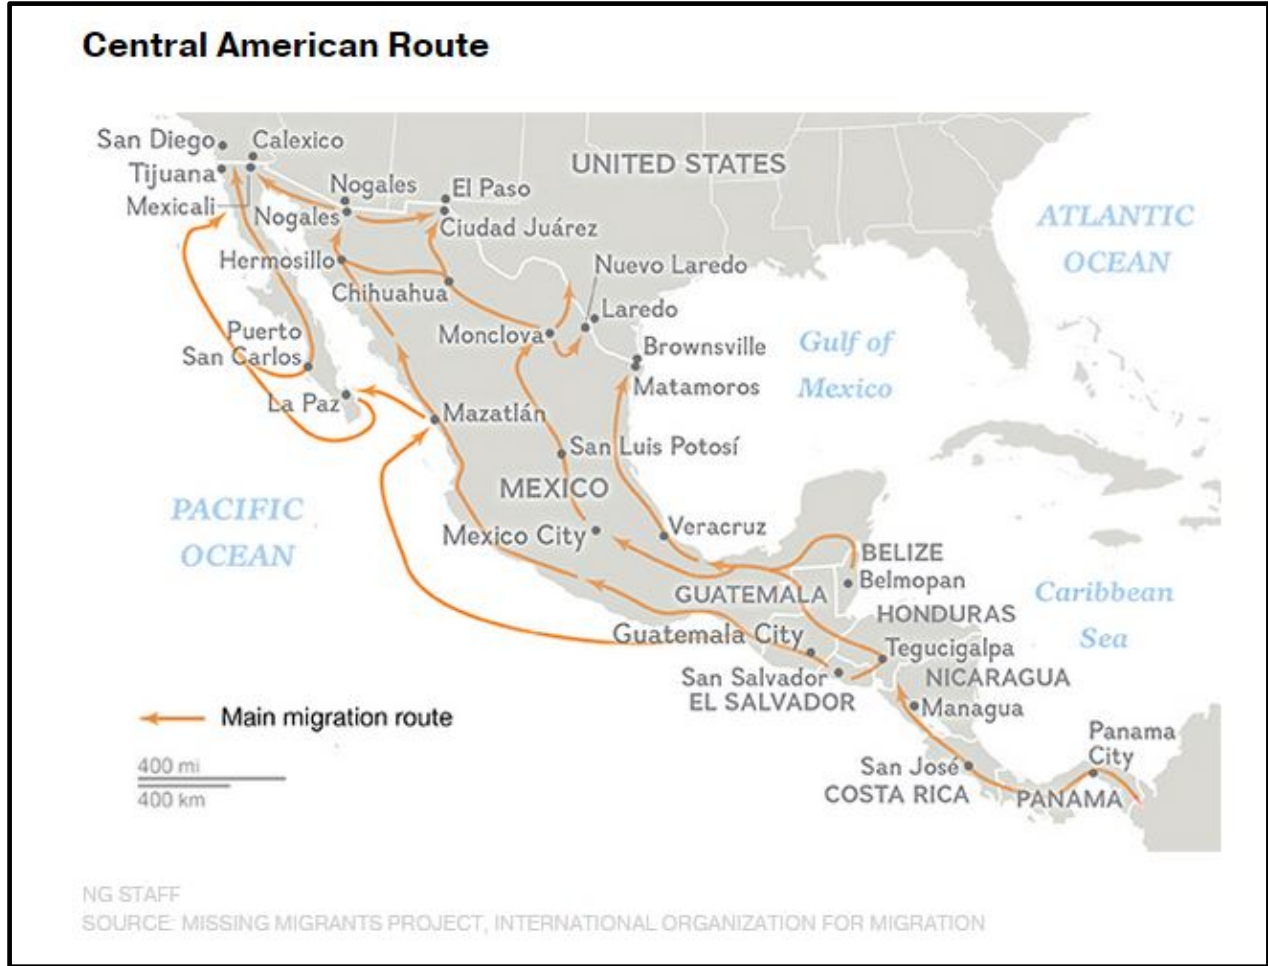 Central American Route
San Diego
Calexico
UNITED STATES
Tijuana
Nogales
El Paso
Mexicali
Nogales
Ciudad Juárez
ATLANTIC
OCEAN
Hermosillo
Nuevo Laredo
Chihuahua
Laredo
Puerto
San Carlos
Monclova
Brownsville
Gulf of
Mexico
Matamoros
La Paz
Mazatlán
San Luis Potosí
MEXICO
PACIFIC
OCEAN
Mexico City
Veracruz
BELIZE
Belmopan
GUATEMALA
Caribbean
Sea
HONDURAS
Guatemala City
Tegucigalpa
San Salvador
NICARAGUA
EL SALVADOR
Managua
Main migration route
Panama
City
San José
COSTA RICA
PANAMA
400 mi
400 km
NG STAFF
SOURCE: MISSING MIGRANTS PROJECT, INTERNATIONAL ORGANIZATION FOR MIGRATION